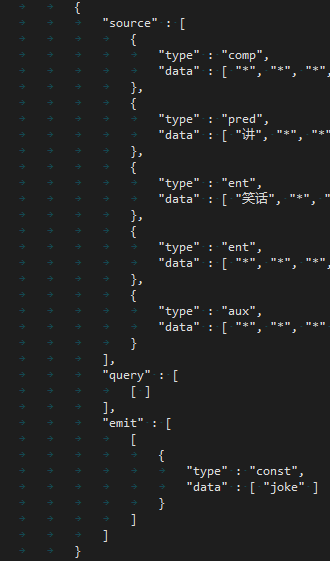 {
"source" : [
{
"type" : "comp",
"data" : [ "*", "*", "*",
},
{
"type" : "pred",
"data" : [ "讲", "*", "*"
},
{
"type" : "ent",
"data" : [ "笑话", "*", "
},
{
"type" : "ent",
"data" : [ "*", "*", "*",
},
{
"type" : "aux",
"data" : [ "*", "*", "*"
}
],
"query" : [
[ ]
],
"emit" : [
[
{
"type" : "const",
"data" : [ "joke" ]
}
]
]
}